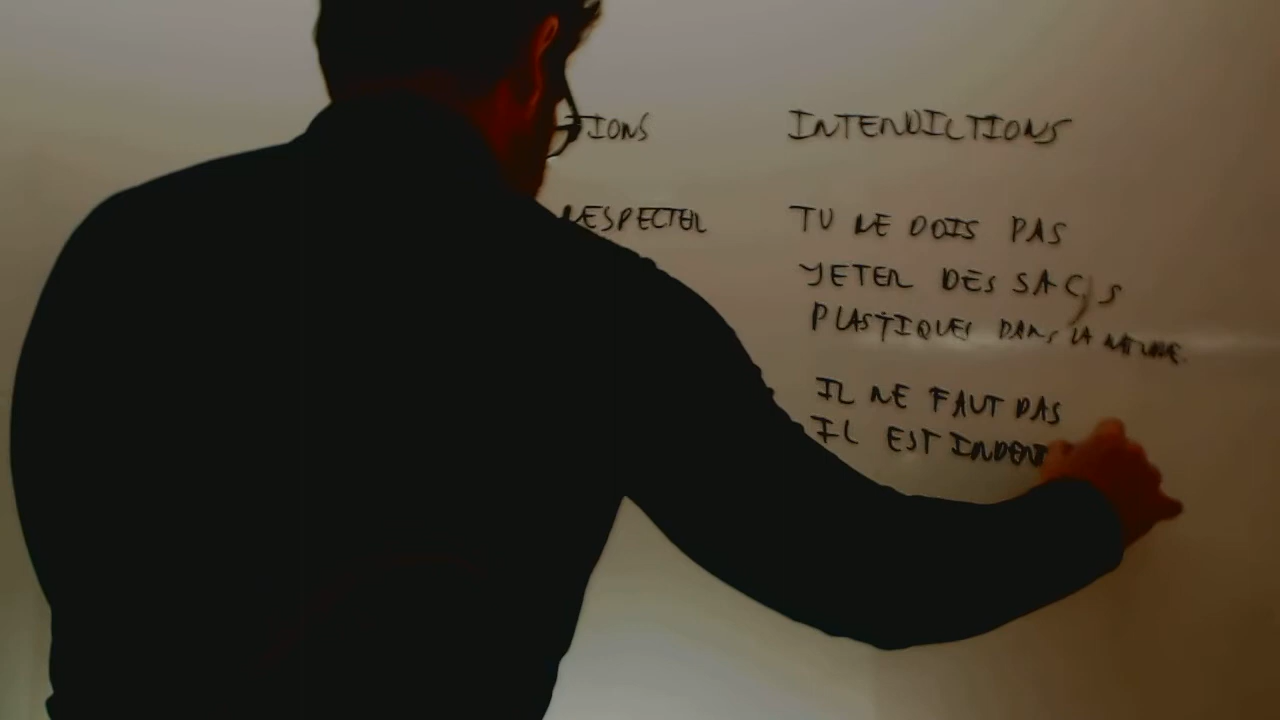 TIONS
RESPECTER
INTERDICTIONS
TU NE DOIS PAS
JETER DES SACS
PLASTIQUES DANS LA NATURE.
IL NE FAUT PAS
IL EST